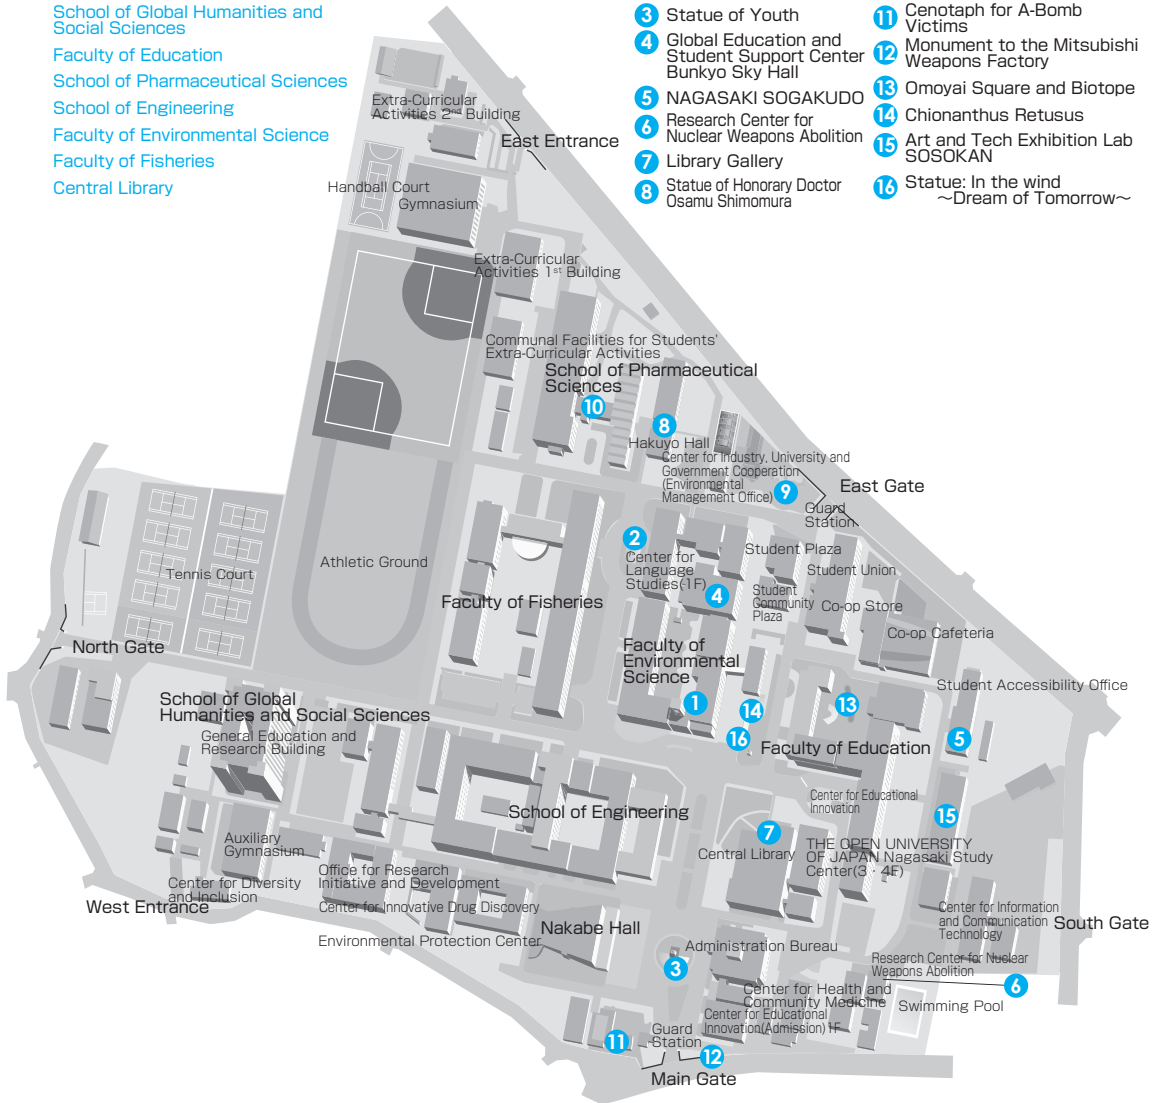 School of Global Humanities and
Social Sciences
Faculty of Education
School of Pharmaceutical Sciences
School of Engineering
Faculty of Environmental Science
Faculty of Fisheries
Central Library
3 Statue of Youth
4 Global Education and
Student Support Center
Bunkyo Sky Hall
5 NAGASAKI SOGAKUDO
6 Research Center for
Nuclear Weapons Abolition
7 Library Gallery
8 Statue of Honorary Doctor
Osamu Shimomura
11 Cenotaph for A-Bomb
Victims
12 Monument to the Mitsubishi
Weapons Factory
13 Omoyai Square and Biotope
14 Chionanthus Retusus
15 Art and Tech Exhibition Lab
SOSOKAN
16 Statue: In the wind
～Dream of Tomorrow～
Extra-Curricular
Activities 2nd Building
East Entrance
Handball Court
Gymnasium
Extra-Curricular
Activities 1st Building
Communal Facilities for Students'
Extra-Curricular Activities
School of Pharmaceutical
Sciences
10
8
Hakuyo Hall
Center for Industry, University and
Government Cooperation
(Environmental
Management Office)
9
East Gate
Guard
Station
2
Center for
Language
Studies(1F)
4
Student Plaza
Student Union
Student
Community
Plaza
Co-op Store
Co-op Cafeteria
Athletic Ground
Tennis Court
Faculty of Fisheries
North Gate
Faculty of
Environmental
Science
1
14
16
13
Student Accessibility Office
5
School of Global
Humanities and Social Sciences
General Education and
Research Building
Faculty of Education
Center for Educational
Innovation
School of Engineering
15
7
Central Library
THE OPEN UNIVERSITY
OF JAPAN Nagasaki Study
Center(3・4F)
Auxiliary
Gymnasium
Center for Diversity
and Inclusion
West Entrance
Office for Research
Initiative and Development
Center for Innovative Drug Discovery
Environmental Protection Center
Nakabe Hall
Center for Information
and Communication
Technology
South Gate
Administration Bureau
3
Research Center for Nuclear
Weapons Abolition
6
Center for Health and
Community Medicine
Swimming Pool
Center for Educational
Innovation(Admission)1F
Guard
Station
11
12
Main Gate